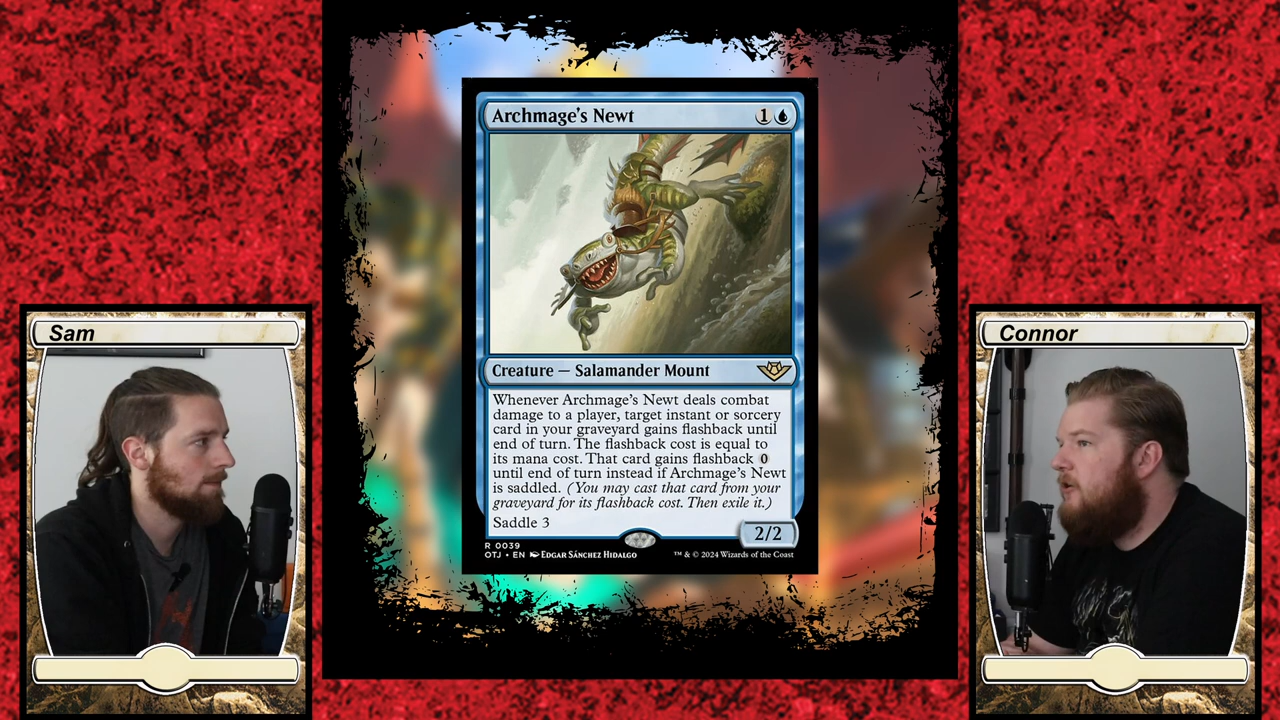 Archmage's Newt
1
Sam
Connor
Creature — Salamander Mount
Whenever Archmage's Newt deals combat
damage to a player, target instant or sorcery
card in your graveyard gains flashback until
end of turn. The flashback cost is equal to
its mana cost. That card gains flashback 0
until end of turn instead if Archmage's Newt
is saddled. (You may cast that card from your
graveyard for its flashback cost. Then exile it.)
Saddle 3
2/2
R 0039
OTJ • EN EDGAR SÁNCHEZ HIDALGO
™ & © 2024 Wizards of the Coast